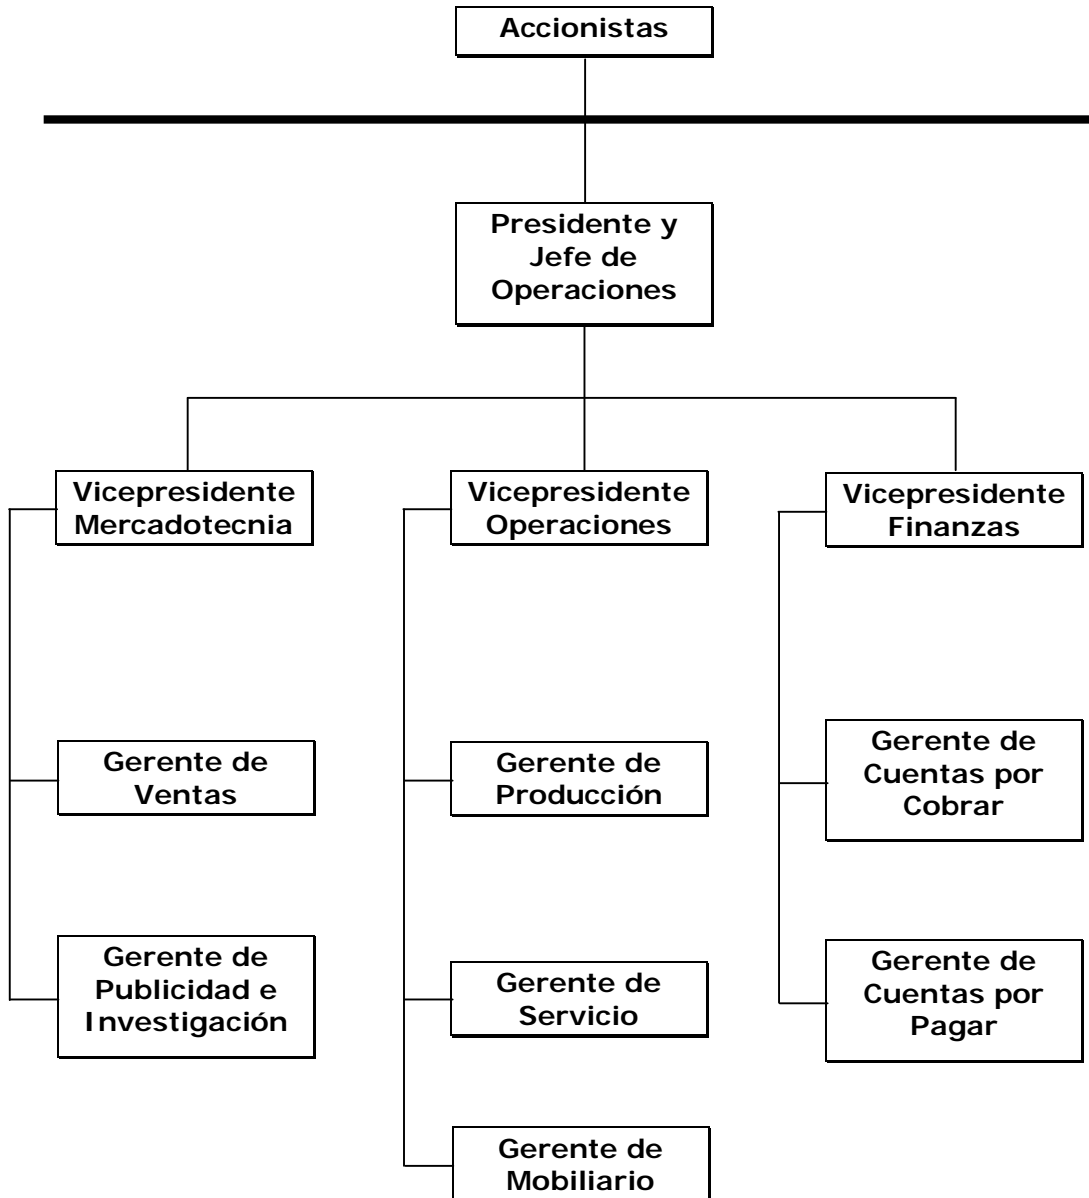 Accionistas
Presidente y
Jefe de
Operaciones
Vicepresidente
Mercadotecnia
Vicepresidente
Operaciones
Vicepresidente
Finanzas
Gerente de
Ventas
Gerente de
Producción
Gerente de
Cuentas por
Cobrar
Gerente de
Publicidad e
Investigación
Gerente de
Servicio
Gerente de
Cuentas por
Pagar
Gerente de
Mobiliario